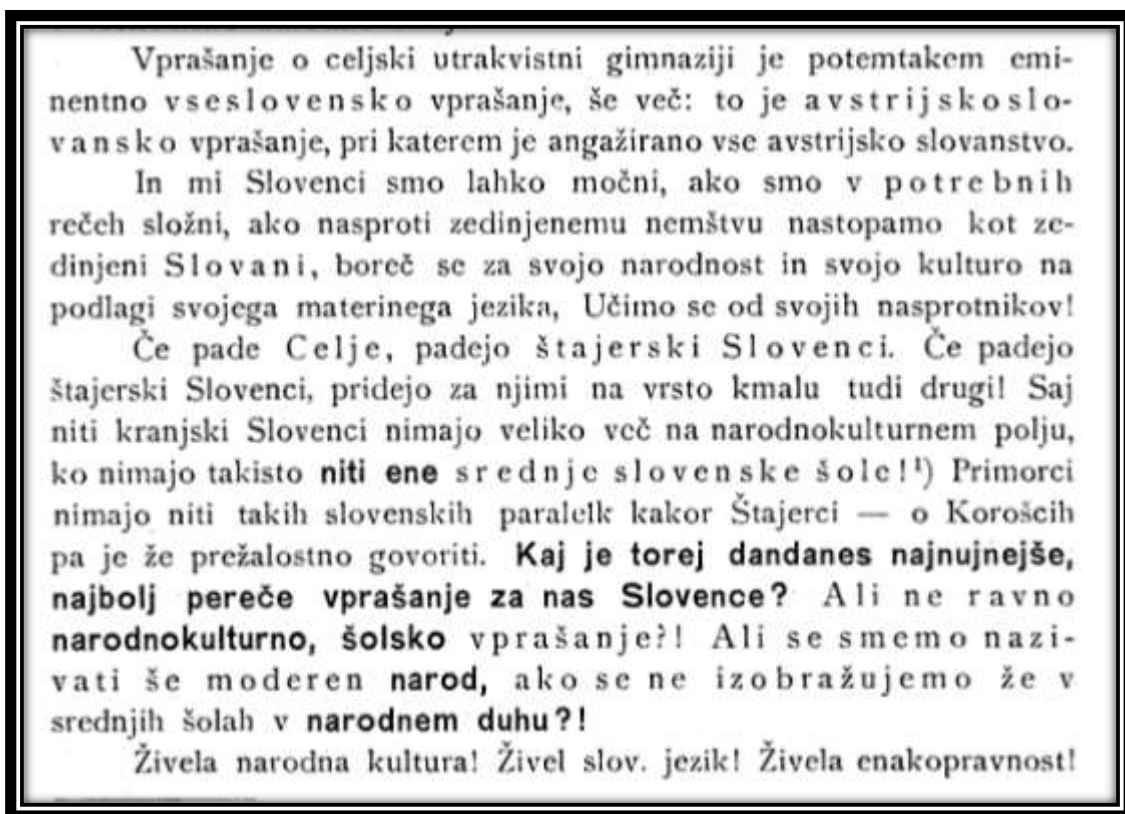 Vprašanje o celjski utrakvistni gimnaziji je potemtakem emi-
nentno vseslovensko vprašanje, še več: to je avstrijskoslo-
vansko vprašanje, pri katerem je angažirano vse avstrijsko slovanstvo.
In mi Slovenci smo lahko močni, ako smo v potrebnih
rečeh složni, ako nasproti zedinjenemu nemštvu nastopamo kot ze-
dinjeni Slovani, boreč se za svojo narodnost in svojo kulturo na
podlagi svojega materinega jezika, Učimo se od svojih nasprotnikov!
Če pade Celje, padejo štajerski Slovenci. Če padejo
štajerski Slovenci, pridejo za njimi na vrsto kmalu tudi drugi! Saj
niti kranjski Slovenci nimajo veliko več na narodnokulturnem polju,
ko nimajo takisto niti ene srednje slovenske šole!¹) Primorci
nimajo niti takih slovenskih paralelk kakor Štajerci — o Korošcih
pa je že prežalostno govoriti. Kaj je torej dandanes najnujnejše,
najbolj pereče vprašanje za nas Slovence? Ali ne ravno
narodnokulturno, šolsko vprašanje?! Ali se smemo nazi-
vati še moderen narod, ako se ne izobražujemo že v
srednjih šolah v narodnem duhu?!
Živela narodna kultura! Živel slov. jezik! Živela enakopravnost!